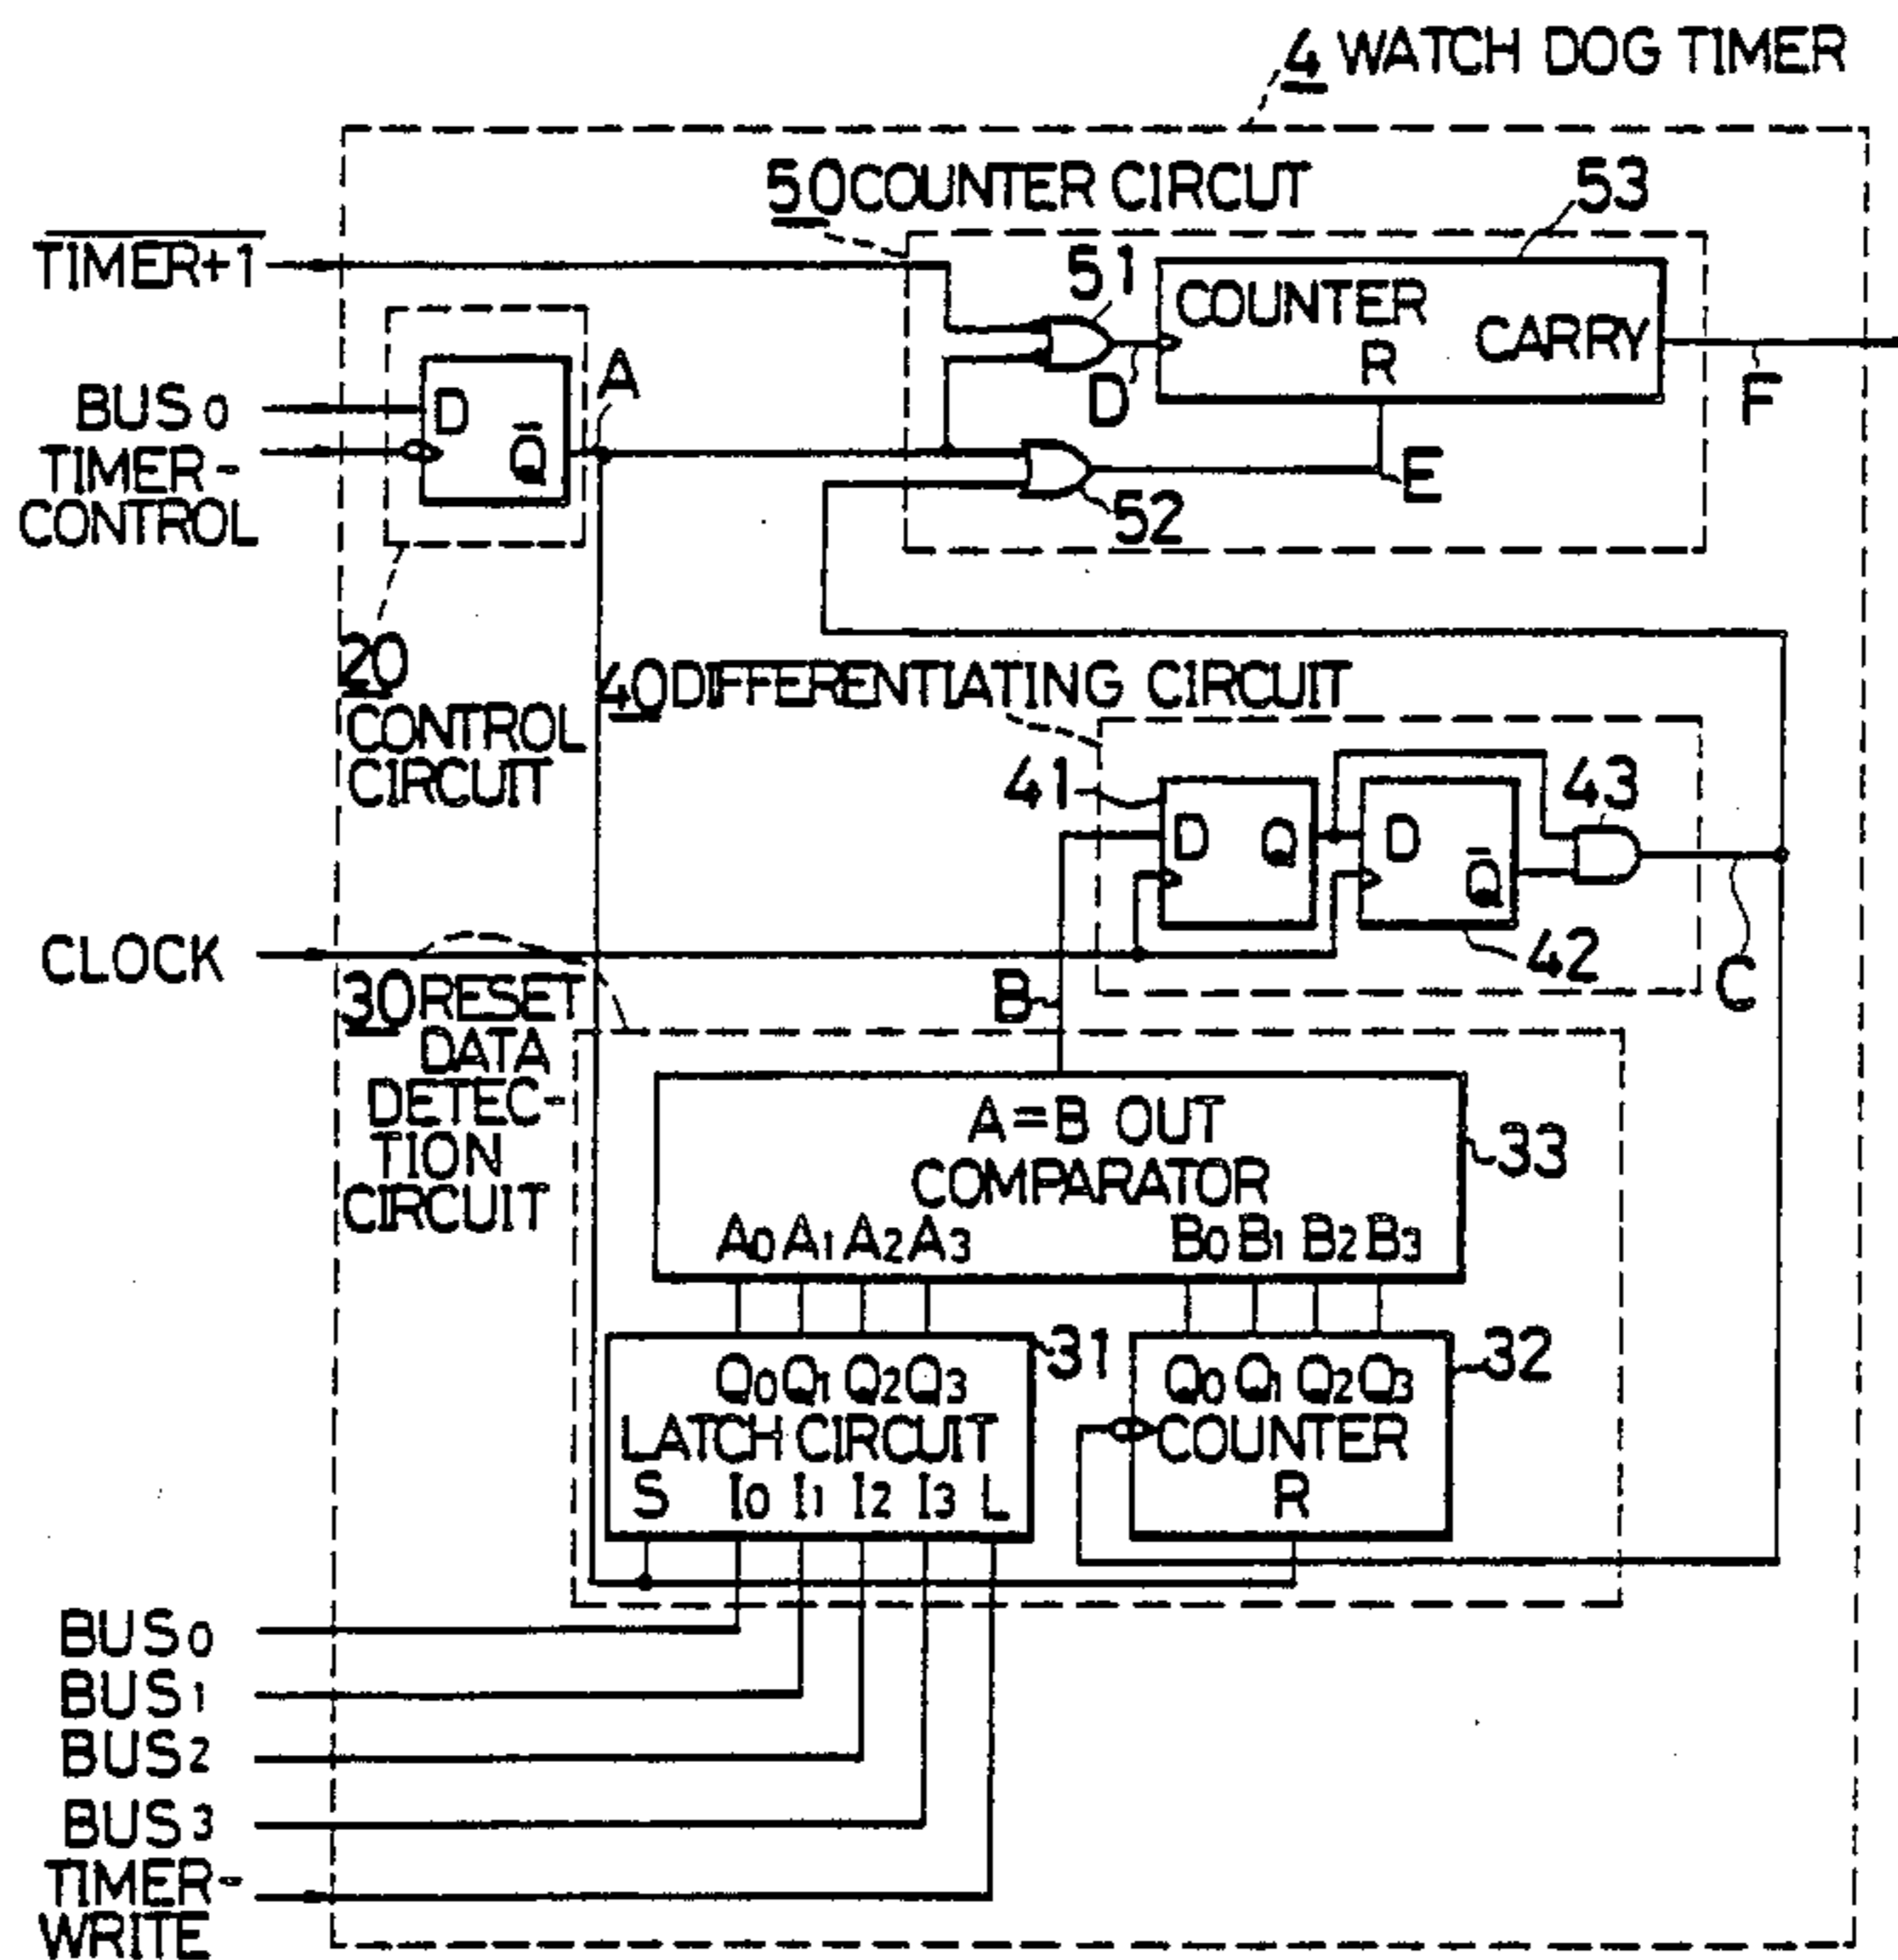 4 WATCH DOG TIMER
50 COUNTER CIRCUT
53
TIMER+1
51
COUNTER
R
CARRY
D
F
BUS0
TIMER-
CONTROL
D
Q̄
A
E
52
20
CONTROL
CIRCUIT
40 DIFFERENTIATING CIRCUIT
41
D
Q
D
Q̄
43
42
C
CLOCK
30 RESET
DATA
DETEC-
TION
CIRCUIT
B
A=B OUT
COMPARATOR
33
A0 A1 A2 A3
B0 B1 B2 B3
31
Q0 Q1 Q2 Q3
LATCH CIRCUIT
S I0 I1 I2 I3 L
32
Q0 Q1 Q2 Q3
COUNTER
R
BUS0
BUS1
BUS2
BUS3
TIMER-
WRITE